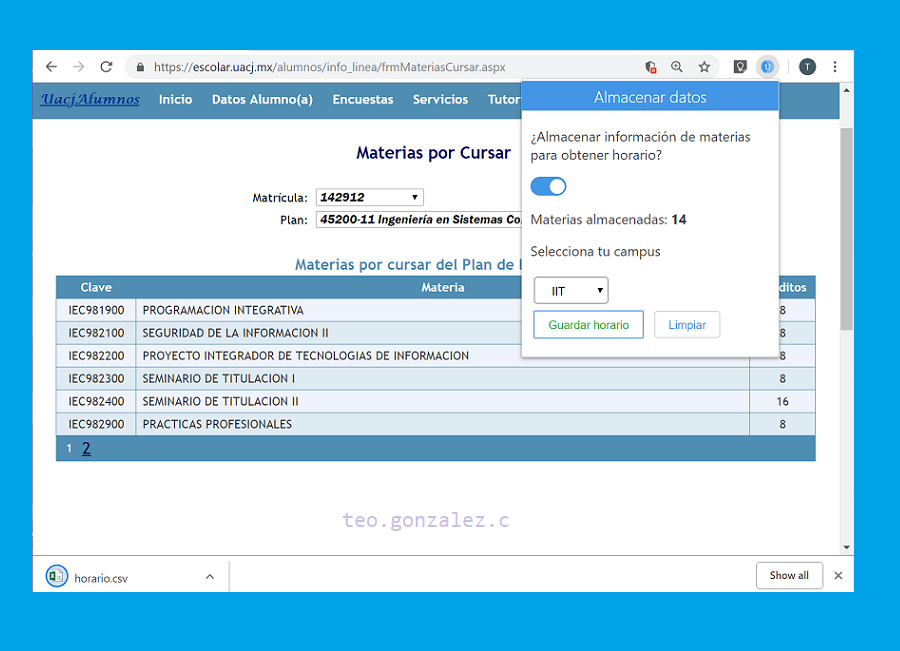 https://escolar.uacj.mx/alumnos/info_linea/frmMateriasCursar.aspx
T
UacjAlumnos Inicio Datos Alumno(a) Encuestas Servicios Tutor
Almacenar datos
¿Almacenar información de materias
para obtener horario?
Materias almacenadas: 14
Selecciona tu campus
IIT
Guardar horario Limpiar
Materias por Cursar
Matrícula: 142912
Plan: 45200-11 Ingeniería en Sistemas Co
Materias por cursar del Plan de
Clave Materia ditos
IEC981900 PROGRAMACION INTEGRATIVA 8
IEC982100 SEGURIDAD DE LA INFORMACION II 8
IEC982200 PROYECTO INTEGRADOR DE TECNOLOGIAS DE INFORMACION 8
IEC982300 SEMINARIO DE TITULACION I 8
IEC982400 SEMINARIO DE TITULACION II 16
IEC982900 PRACTICAS PROFESIONALES 8
1 2
teo.gonzalez.c
horario.csv Show all